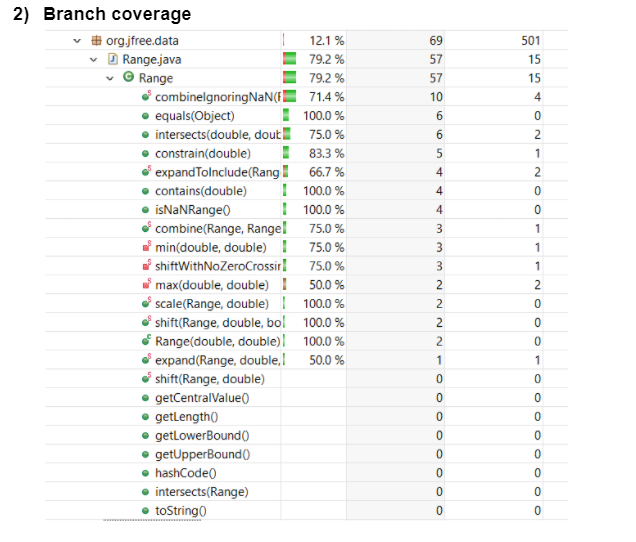 2) Branch coverage
org.jfree.data 12.1 % 69 501
Range.java 79.2 % 57 15
Range 79.2 % 57 15
combineIgnoringNaN(F 71.4 % 10 4
equals(Object) 100.0 % 6 0
intersects(double, doub 75.0 % 6 2
constrain(double) 83.3 % 5 1
expandToInclude(Rang 66.7 % 4 2
contains(double) 100.0 % 4 0
isNaNRange() 100.0 % 4 0
combine(Range, Range 75.0 % 3 1
min(double, double) 75.0 % 3 1
shiftWithNoZeroCrossin 75.0 % 3 1
max(double, double) 50.0 % 2 2
scale(Range, double) 100.0 % 2 0
shift(Range, double, bo 100.0 % 2 0
Range(double, double) 100.0 % 2 0
expand(Range, double, 50.0 % 1 1
shift(Range, double) 0 0
getCentralValue() 0 0
getLength() 0 0
getLowerBound() 0 0
getUpperBound() 0 0
hashCode() 0 0
intersects(Range) 0 0
toString() 0 0